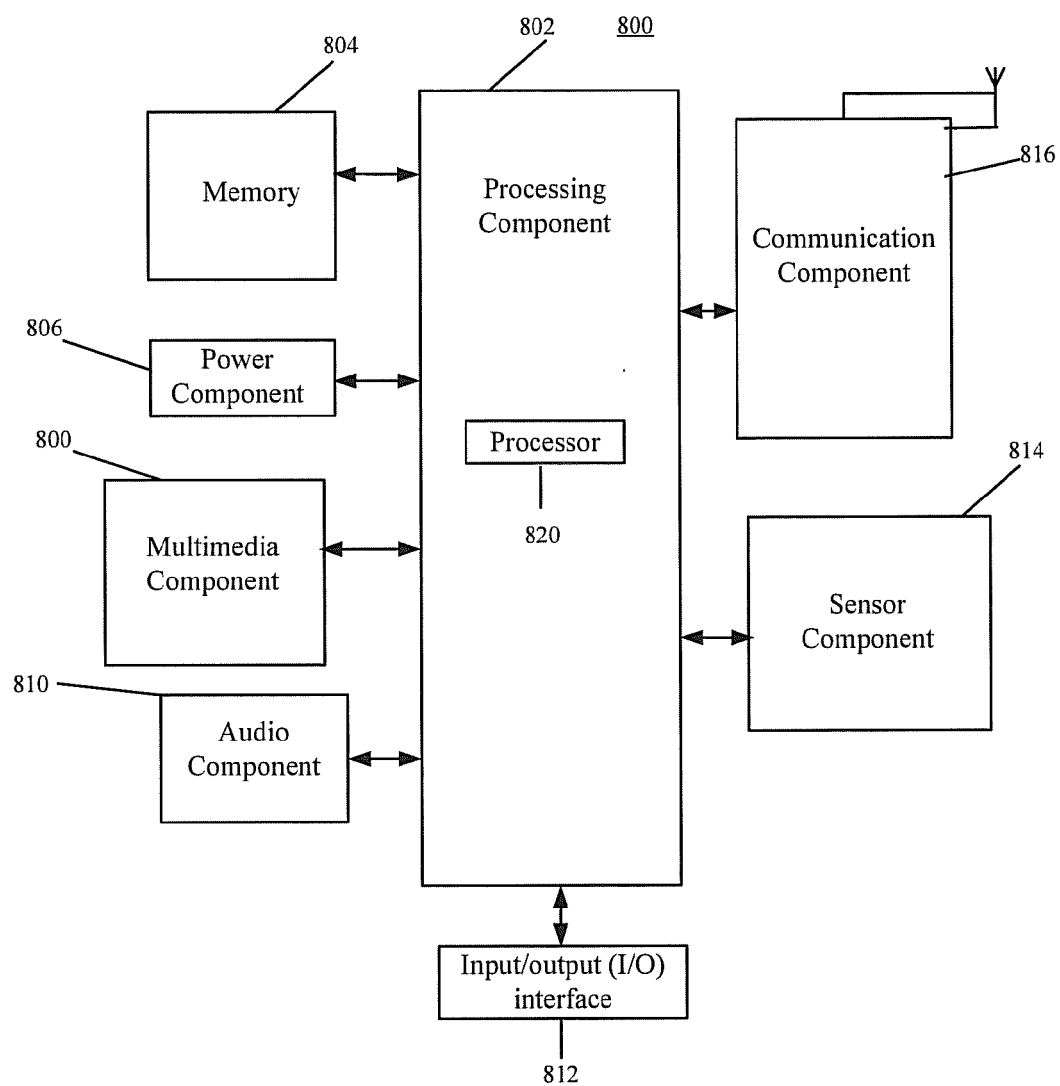 802
800
804
Memory
Processing
Component
816
Communication
Component
806
Power
Component
800
Multimedia
Component
Processor
820
814
Sensor
Component
810
Audio
Component
Input/output (I/O)
interface
812